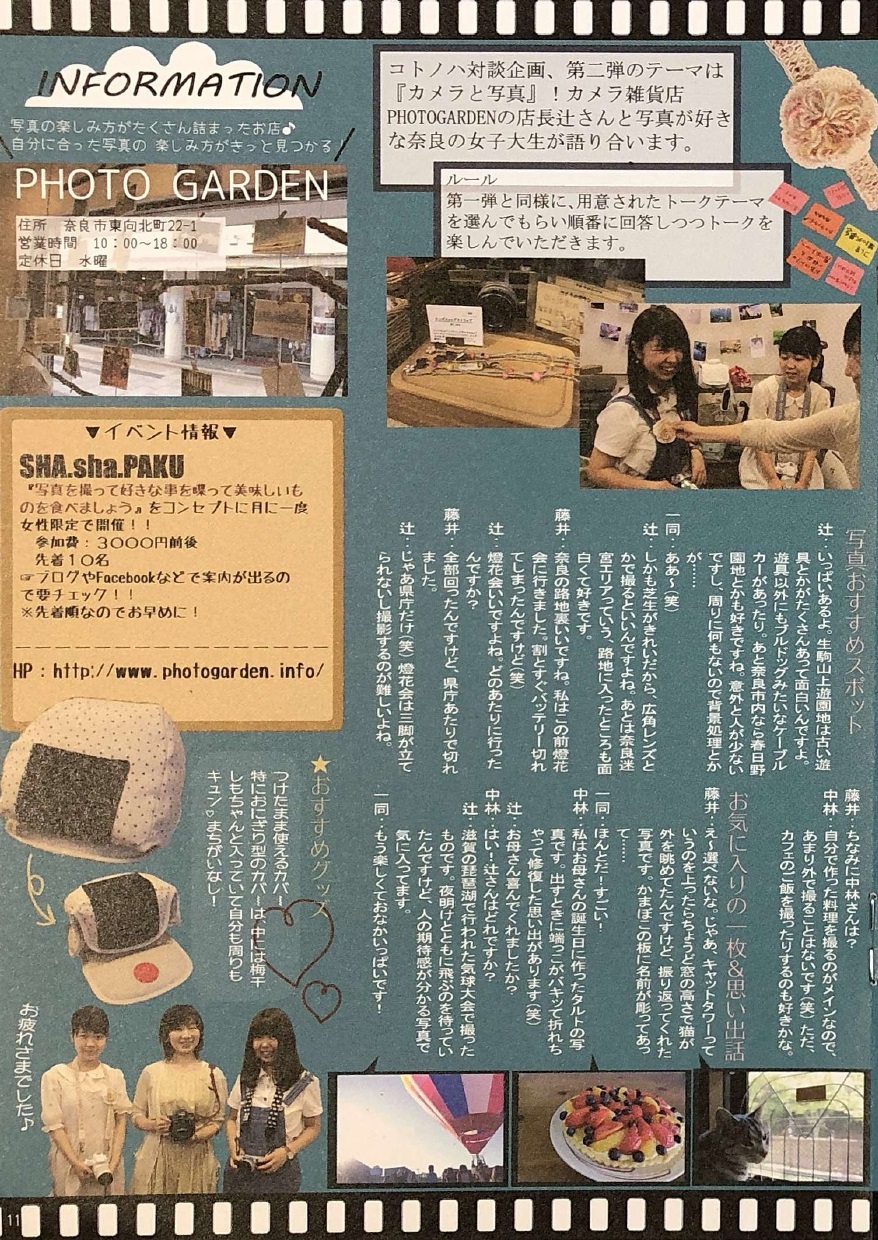 INFORMATION
写真の楽しみ方がたくさん詰まったお店♪
自分に合った写真の 楽しみ方がきっと見つかる
PHOTO GARDEN
住所 奈良市東向北町22-1
営業時間 10：00～18：00
定休日 水曜
▼イベント情報▼
SHA.sha.PAKU
『写真を撮って好きな事を喋って美味しいも
のを食べましょう』をコンセプトに月に一度
女性限定で開催！！
参加費：３０００円前後
先着１０名
☞ブログやFacebookなどで案内が出るの
で要チェック！！
※先着順なのでお早めに！
HP：http://www.photogarden.info/
コトノハ対談企画、第二弾のテーマは
『カメラと写真』！カメラ雑貨店
PHOTOGARDENの店長辻さんと写真が好き
な奈良の女子大生が語り合います。
ルール
第一弾と同様に、用意されたトークテーマ
を選んでもらい順番に回答しつつトークを
楽しんでいただきます。
写真おすすめスポット
辻：いっぱいあるよ。生駒山上遊園地は古い遊
具とかがたくさんあって面白いんですよ。
遊具以外にもブルドッグみたいなケーブル
カーがあったり。あと奈良市内なら春日野
園地とかも好きですね。意外と人が少ない
ですし、周りに何もないので背景処理とか
が……
一同：ああ～(笑)
辻：しかも芝生がきれいだから、広角レンズと
かで撮るといいんですよね。あとは奈良迷
宮エリアっていう、路地に入ったところも面
白くて好きです。
藤井：奈良の路地裏いいですね。私はこの前燈花
会に行きました。割とすぐバッテリー切れ
てしまったんですけど(笑)
辻：燈花会いいですよね。どのあたりに行った
んですか？
藤井：全部回ったんですけど、県庁あたりで切れ
ました。
辻：じゃあ県庁だけ(笑) 燈花会は三脚が立て
られないし撮影するのが難しいよね。
藤井：ちなみに中林さんは？
中林：自分で作った料理を撮るのがメインなので、
あまり外で撮ることはないです(笑) ただ、
カフェのご飯を撮ったりするのも好きかな。
お気に入りの一枚＆思い出話
藤井：え～選べないな。じゃあ、キャットタワーって
いうのを上ったらちょうど窓の高さで猫が
外を眺めてたんですけど、振り返ってくれた
写真です。かまぼこの板に名前が彫ってあっ
て……
一同：ほんとだーすごい！
中林：私はお母さんの誕生日に作ったタルトの写
真です。出すときに端っこがバキッて折れち
やって修復した思い出があります(笑)
辻：お母さん喜んでくれましたか？
中林：はい！辻さんはどれですか？
辻：滋賀の琵琶湖で行われた気球大会で撮った
ものです。夜明けとともに飛ぶのを待ってい
たんですけど、人の期待感が分かる写真で
気に入ってます。
一同：もう楽しくておなかいっぱいです！
★おすすめグッズ
つけたまま使えるカバー！
特におにぎり型のカバーは、中には梅干
しもちゃんと入っていて自分も周りも
キュン♡まちがいなし！
お疲れさまでした♪
11